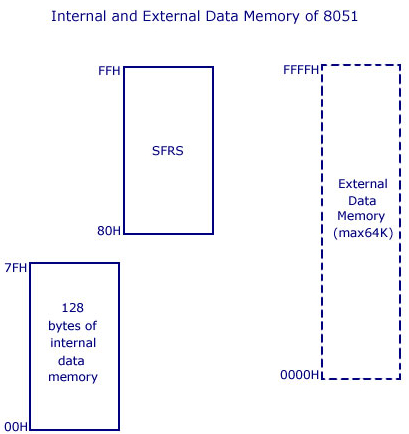 Internal and External Data Memory of 8051
FFH
SFRS
80H
7FH
128
bytes of
internal
data
memory
00H
FFFFH
External
Data
Memory
(max64K)
0000H